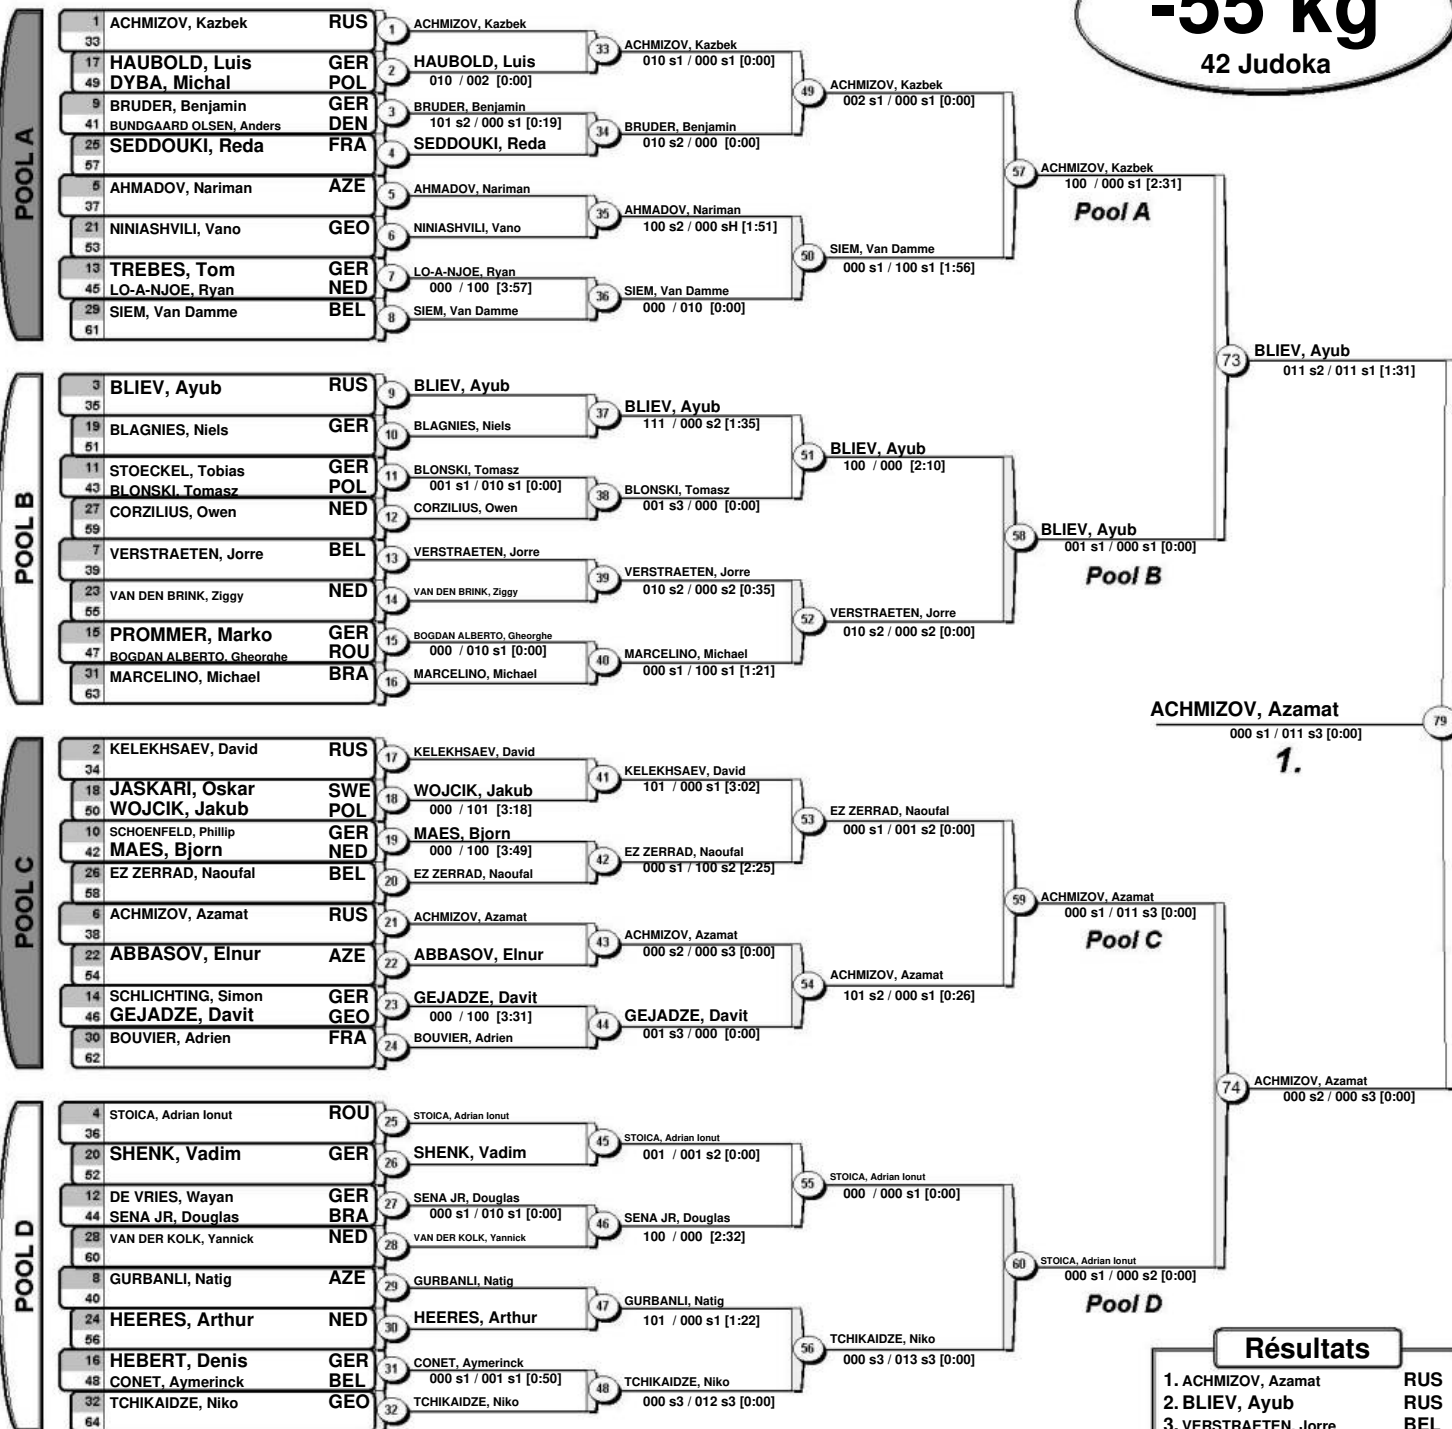 -55 kg
42 Judoka
POOL A
1 ACHMIZOV, Kazbek RUS
33
17 HAUBOLD, Luis GER
49 DYBA, Michal POL
9 BRUDER, Benjamin GER
41 BUNDGAARD OLSEN, Anders DEN
25 SEDDOUKI, Reda FRA
57
5 AHMADOV, Nariman AZE
37
21 NINIASHVILI, Vano GEO
53
13 TREBES, Tom GER
45 LO-A-NJOE, Ryan NED
29 SIEM, Van Damme BEL
61
1 ACHMIZOV, Kazbek
2 HAUBOLD, Luis
010 / 002 [0:00]
3 BRUDER, Benjamin
101 s2 / 000 s1 [0:19]
4 SEDDOUKI, Reda
5 AHMADOV, Nariman
6 NINIASHVILI, Vano
7 LO-A-NJOE, Ryan
000 / 100 [3:57]
8 SIEM, Van Damme
33 ACHMIZOV, Kazbek
010 s1 / 000 s1 [0:00]
34 BRUDER, Benjamin
010 s2 / 000 [0:00]
35 AHMADOV, Nariman
100 s2 / 000 sH [1:51]
36 SIEM, Van Damme
000 / 010 [0:00]
49 ACHMIZOV, Kazbek
002 s1 / 000 s1 [0:00]
50 SIEM, Van Damme
000 s1 / 100 s1 [1:56]
57 ACHMIZOV, Kazbek
100 / 000 s1 [2:31]
Pool A
POOL B
3 BLIEV, Ayub RUS
35
19 BLAGNIES, Niels GER
51
11 STOECKEL, Tobias GER
43 BLONSKI, Tomasz POL
27 CORZILIUS, Owen NED
59
7 VERSTRAETEN, Jorre BEL
39
23 VAN DEN BRINK, Ziggy NED
55
15 PROMMER, Marko GER
47 BOGDAN ALBERTO, Gheorghe ROU
31 MARCELINO, Michael BRA
63
9 BLIEV, Ayub
10 BLAGNIES, Niels
11 BLONSKI, Tomasz
001 s1 / 010 s1 [0:00]
12 CORZILIUS, Owen
13 VERSTRAETEN, Jorre
14 VAN DEN BRINK, Ziggy
15 BOGDAN ALBERTO, Gheorghe
000 / 010 s1 [0:00]
16 MARCELINO, Michael
37 BLIEV, Ayub
111 / 000 s2 [1:35]
38 BLONSKI, Tomasz
001 s3 / 000 [0:00]
39 VERSTRAETEN, Jorre
010 s2 / 000 s2 [0:35]
40 MARCELINO, Michael
000 s1 / 100 s1 [1:21]
51 BLIEV, Ayub
100 / 000 [2:10]
52 VERSTRAETEN, Jorre
010 s2 / 000 s2 [0:00]
58 BLIEV, Ayub
001 s1 / 000 s1 [0:00]
Pool B
73 BLIEV, Ayub
011 s2 / 011 s1 [1:31]
ACHMIZOV, Azamat 79
000 s1 / 011 s3 [0:00]
1.
POOL C
2 KELEKHSAEV, David RUS
34
18 JASKARI, Oskar SWE
50 WOJCIK, Jakub POL
10 SCHOENFELD, Phillip GER
42 MAES, Bjorn NED
26 EZ ZERRAD, Naoufal BEL
58
6 ACHMIZOV, Azamat RUS
38
22 ABBASOV, Elnur AZE
54
14 SCHLICHTING, Simon GER
46 GEJADZE, Davit GEO
30 BOUVIER, Adrien FRA
62
17 KELEKHSAEV, David
18 WOJCIK, Jakub
000 / 101 [3:18]
19 MAES, Bjorn
000 / 100 [3:49]
20 EZ ZERRAD, Naoufal
21 ACHMIZOV, Azamat
22 ABBASOV, Elnur
23 GEJADZE, Davit
000 / 100 [3:31]
24 BOUVIER, Adrien
41 KELEKHSAEV, David
101 / 000 s1 [3:02]
42 EZ ZERRAD, Naoufal
000 s1 / 100 s2 [2:25]
43 ACHMIZOV, Azamat
000 s2 / 000 s3 [0:00]
44 GEJADZE, Davit
001 s3 / 000 [0:00]
53 EZ ZERRAD, Naoufal
000 s1 / 001 s2 [0:00]
54 ACHMIZOV, Azamat
101 s2 / 000 s1 [0:26]
59 ACHMIZOV, Azamat
000 s1 / 011 s3 [0:00]
Pool C
74 ACHMIZOV, Azamat
000 s2 / 000 s3 [0:00]
POOL D
4 STOICA, Adrian Ionut ROU
36
20 SHENK, Vadim GER
52
12 DE VRIES, Wayan GER
44 SENA JR, Douglas BRA
28 VAN DER KOLK, Yannick NED
60
8 GURBANLI, Natig AZE
40
24 HEERES, Arthur NED
56
16 HEBERT, Denis GER
48 CONET, Aymerinck BEL
32 TCHIKAIDZE, Niko GEO
64
25 STOICA, Adrian Ionut
26 SHENK, Vadim
27 SENA JR, Douglas
000 s1 / 010 s1 [0:00]
28 VAN DER KOLK, Yannick
29 GURBANLI, Natig
30 HEERES, Arthur
31 CONET, Aymerinck
000 s1 / 001 s1 [0:50]
32 TCHIKAIDZE, Niko
45 STOICA, Adrian Ionut
001 / 001 s2 [0:00]
46 SENA JR, Douglas
100 / 000 [2:32]
47 GURBANLI, Natig
101 / 000 s1 [1:22]
48 TCHIKAIDZE, Niko
000 s3 / 012 s3 [0:00]
55 STOICA, Adrian Ionut
000 / 000 s1 [0:00]
56 TCHIKAIDZE, Niko
000 s3 / 013 s3 [0:00]
60 STOICA, Adrian Ionut
000 s1 / 000 s2 [0:00]
Pool D
Résultats
1. ACHMIZOV, Azamat RUS
2. BLIEV, Ayub RUS
3. VERSTRAETEN, Jorre BEL